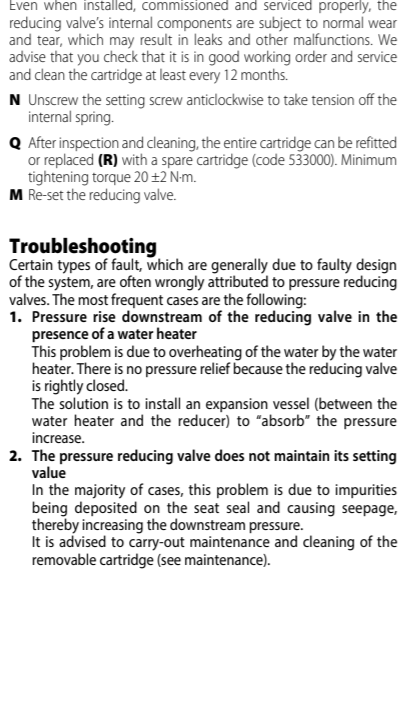 Even when installed, commissioned and serviced properly, the
reducing valve's internal components are subject to normal wear
and tear, which may result in leaks and other malfunctions. We
advise that you check that it is in good working order and service
and clean the cartridge at least every 12 months.
N Unscrew the setting screw anticlockwise to take tension off the
internal spring.
Q After inspection and cleaning, the entire cartridge can be refitted
or replaced (R) with a spare cartridge (code 533000). Minimum
tightening torque 20 ±2 N·m.
M Re-set the reducing valve.
Troubleshooting
Certain types of fault, which are generally due to faulty design
of the system, are often wrongly attributed to pressure reducing
valves. The most frequent cases are the following:
1. Pressure rise downstream of the reducing valve in the
presence of a water heater
This problem is due to overheating of the water by the water
heater. There is no pressure relief because the reducing valve
is rightly closed.
The solution is to install an expansion vessel (between the
water heater and the reducer) to “absorb” the pressure
increase.
2. The pressure reducing valve does not maintain its setting
value
In the majority of cases, this problem is due to impurities
being deposited on the seat seal and causing seepage,
thereby increasing the downstream pressure.
It is advised to carry-out maintenance and cleaning of the
removable cartridge (see maintenance).